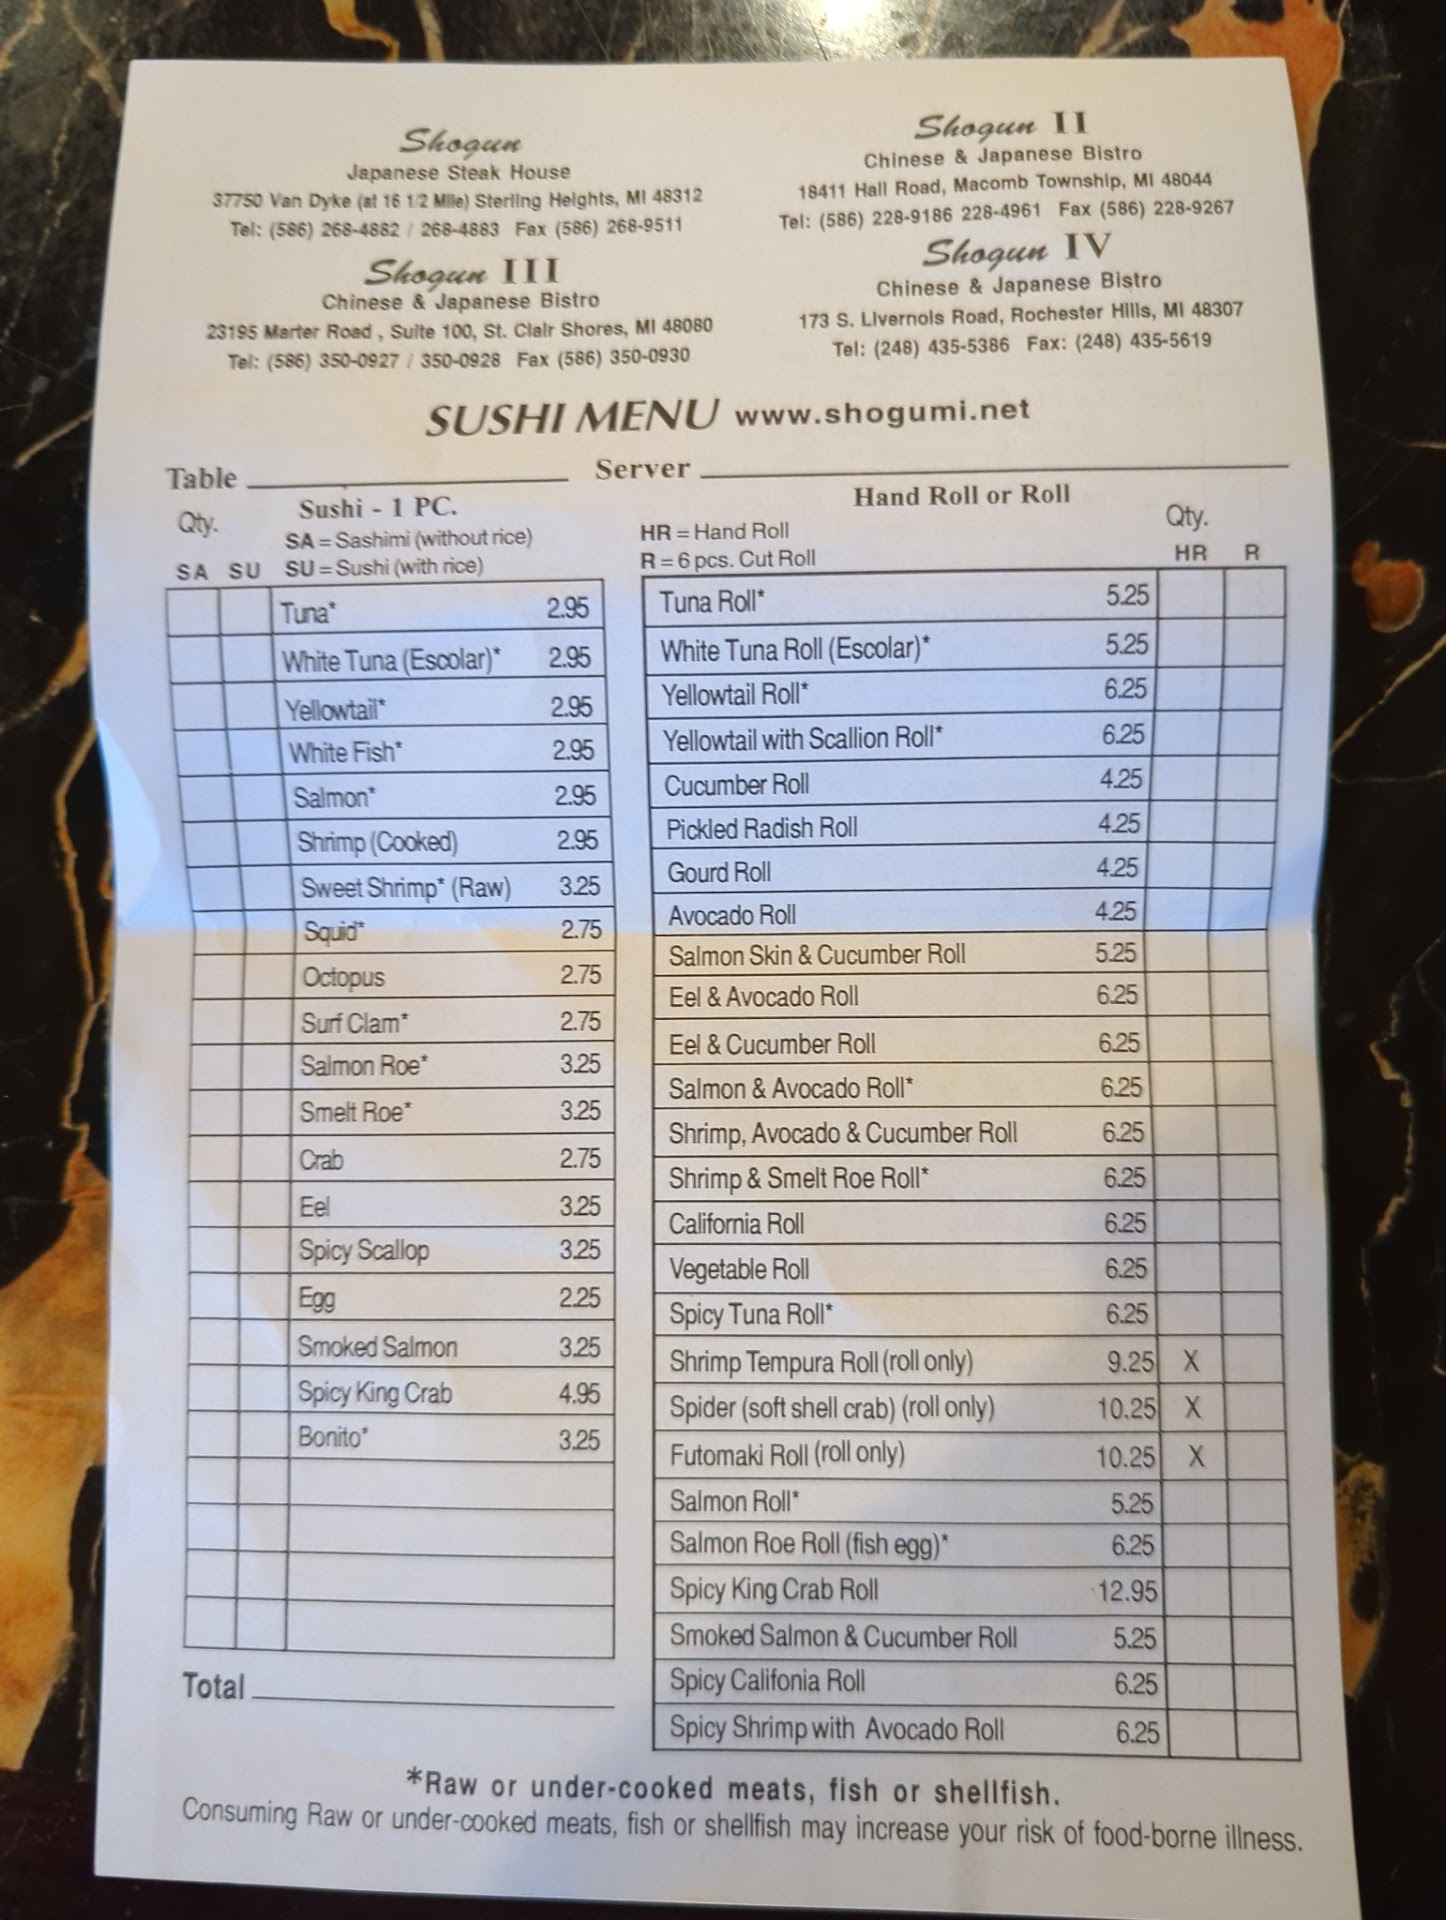 Shogun
Japanese Steak House
37750 Van Dyke (at 16 1/2 Mile) Sterling Heights, MI 48312
Tel: (586) 268-4882 / 268-4883 Fax (586) 268-9511
Shogun II
Chinese & Japanese Bistro
18411 Hall Road, Macomb Township, MI 48044
Tel: (586) 228-9186 228-4961 Fax (586) 228-9267
Shogun III
Chinese & Japanese Bistro
23195 Marter Road , Suite 100, St. Clair Shores, MI 48080
Tel: (586) 350-0927 / 350-0928 Fax (586) 350-0930
Shogun IV
Chinese & Japanese Bistro
173 S. Livernois Road, Rochester Hills, MI 48307
Tel: (248) 435-5386 Fax: (248) 435-5619
SUSHI MENU www.shogumi.net
Table Server
Qty.
Sushi - 1 PC.
SA = Sashimi (without rice)
SA SU SU = Sushi (with rice)
Tuna* 2.95
White Tuna (Escolar)* 2.95
Yellowtail* 2.95
White Fish* 2.95
Salmon* 2.95
Shrimp (Cooked) 2.95
Sweet Shrimp* (Raw) 3.25
Squid* 2.75
Octopus 2.75
Surf Clam* 2.75
Salmon Roe* 3.25
Smelt Roe* 3.25
Crab 2.75
Eel 3.25
Spicy Scallop 3.25
Egg 2.25
Smoked Salmon 3.25
Spicy King Crab 4.95
Bonito* 3.25
Total
Hand Roll or Roll
HR = Hand Roll Qty.
R = 6 pcs. Cut Roll HR R
Tuna Roll* 5.25
White Tuna Roll (Escolar)* 5.25
Yellowtail Roll* 6.25
Yellowtail with Scallion Roll* 6.25
Cucumber Roll 4.25
Pickled Radish Roll 4.25
Gourd Roll 4.25
Avocado Roll 4.25
Salmon Skin & Cucumber Roll 5.25
Eel & Avocado Roll 6.25
Eel & Cucumber Roll 6.25
Salmon & Avocado Roll* 6.25
Shrimp, Avocado & Cucumber Roll 6.25
Shrimp & Smelt Roe Roll* 6.25
California Roll 6.25
Vegetable Roll 6.25
Spicy Tuna Roll* 6.25
Shrimp Tempura Roll (roll only) 9.25 X
Spider (soft shell crab) (roll only) 10.25 X
Futomaki Roll (roll only) 10.25 X
Salmon Roll* 5.25
Salmon Roe Roll (fish egg)* 6.25
Spicy King Crab Roll 12.95
Smoked Salmon & Cucumber Roll 5.25
Spicy Califonia Roll 6.25
Spicy Shrimp with Avocado Roll 6.25
*Raw or under-cooked meats, fish or shellfish.
Consuming Raw or under-cooked meats, fish or shellfish may increase your risk of food-borne illness.